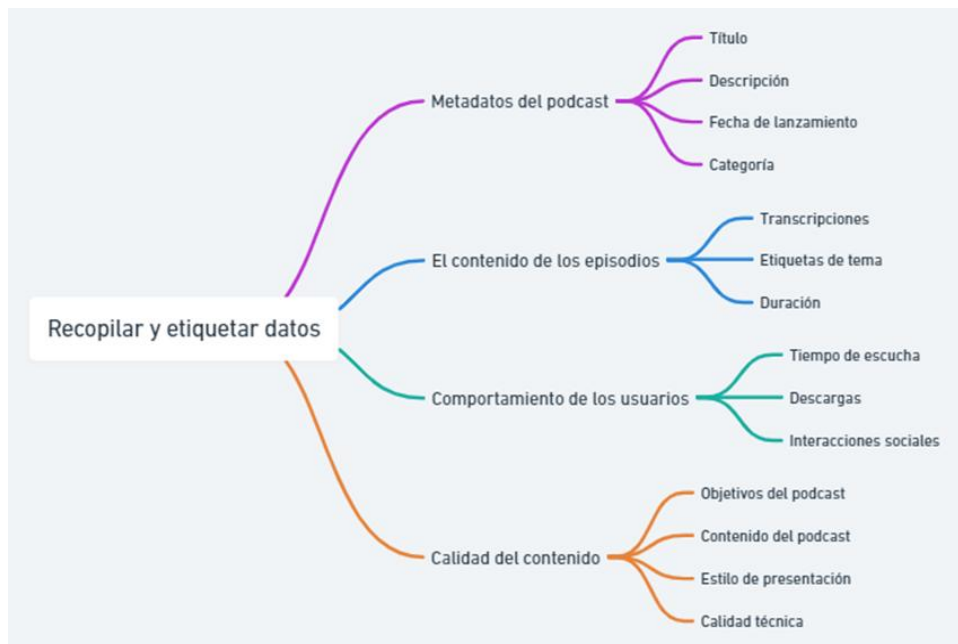 Recopilar y etiquetar datos
Metadatos del podcast
Título
Descripción
Fecha de lanzamiento
Categoría
El contenido de los episodios
Transcripciones
Etiquetas de tema
Duración
Comportamiento de los usuarios
Tiempo de escucha
Descargas
Interacciones sociales
Calidad del contenido
Objetivos del podcast
Contenido del podcast
Estilo de presentación
Calidad técnica